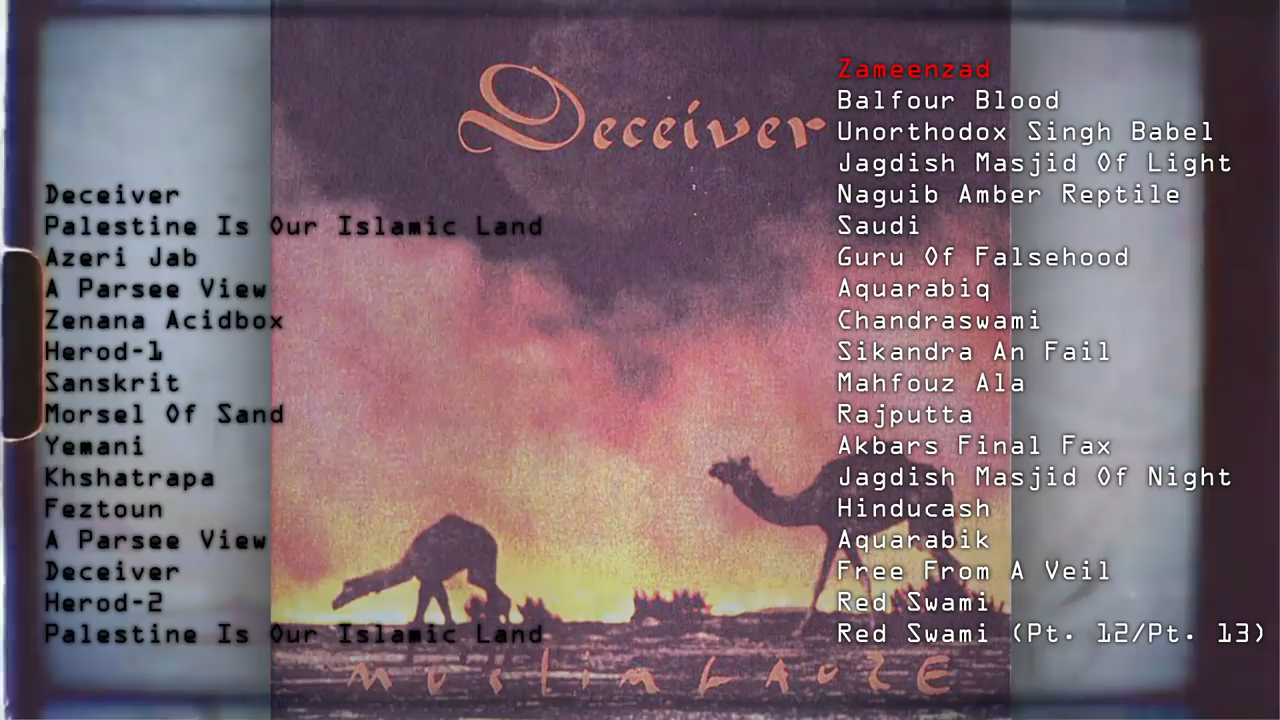 Deceiver
Deceiver
Palestine Is Our Islamic Land
Azeri Jab
A Parsee View
Zenana Acidbox
Herod-1
Sanskrit
Morsel Of Sand
Yemani
Khshatrapa
Feztoun
A Parsee View
Deceiver
Herod-2
Palestine Is Our Islamic Land
Zameenzad
Balfour Blood
Unorthodox Singh Babel
Jagdish Masjid Of Light
Naguib Amber Reptile
Saudi
Guru Of Falsehood
Aquarabiq
Chandraswami
Sikandra An Fail
Mahfouz Ala
Rajputta
Akbars Final Fax
Jagdish Masjid Of Night
Hinducash
Aquarabik
Free From A Veil
Red Swami
Red Swami (Pt. 12/Pt. 13)
muslimGAUZE